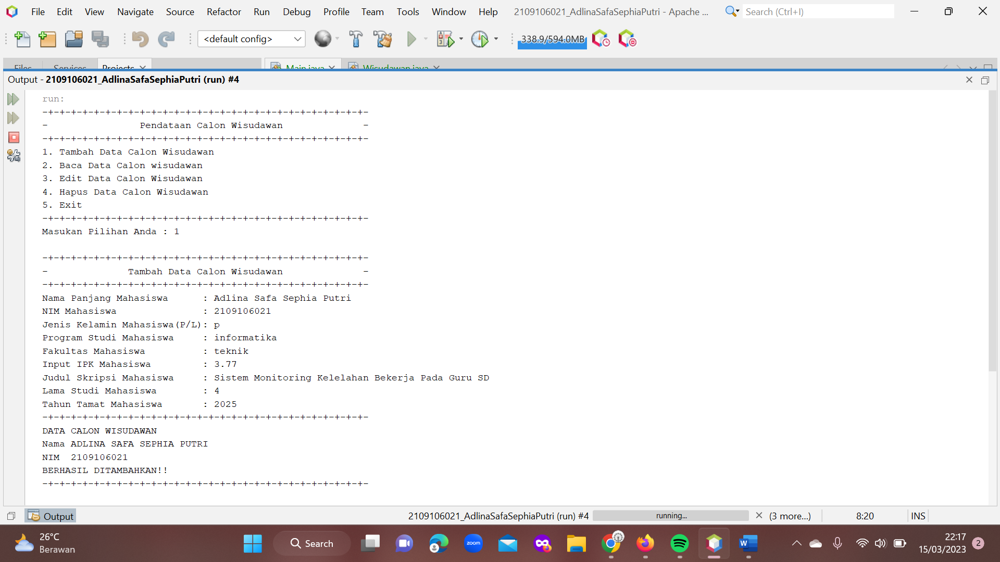 File Edit View Navigate Source Refactor Run Debug Profile Team Tools Window Help 2109106021_AdlinaSafaSephiaPutri - Apache ... Search (Ctrl+I)
<default config> 338.9/594.0MB
Files Services Projects Main.java Wisudawan.java
Output - 2109106021_AdlinaSafaSephiaPutri (run) #4
run:
-+-+-+-+-+-+-+-+-+-+-+-+-+-+-+-+-+-+-+-+-+-+-+-+-+-+-+-+-
- Pendataan Calon Wisudawan -
-+-+-+-+-+-+-+-+-+-+-+-+-+-+-+-+-+-+-+-+-+-+-+-+-+-+-+-+-
1. Tambah Data Calon Wisudawan
2. Baca Data Calon wisudawan
3. Edit Data Calon Wisudawan
4. Hapus Data Calon Wisudawan
5. Exit
-+-+-+-+-+-+-+-+-+-+-+-+-+-+-+-+-+-+-+-+-+-+-+-+-+-+-+-+-
Masukan Pilihan Anda : 1
-+-+-+-+-+-+-+-+-+-+-+-+-+-+-+-+-+-+-+-+-+-+-+-+-+-+-+-+-
- Tambah Data Calon Wisudawan -
-+-+-+-+-+-+-+-+-+-+-+-+-+-+-+-+-+-+-+-+-+-+-+-+-+-+-+-+-
Nama Panjang Mahasiswa : Adlina Safa Sephia Putri
NIM Mahasiswa : 2109106021
Jenis Kelamin Mahasiswa(P/L): p
Program Studi Mahasiswa : informatika
Fakultas Mahasiswa : teknik
Input IPK Mahasiswa : 3.77
Judul Skripsi Mahasiswa : Sistem Monitoring Kelelahan Bekerja Pada Guru SD
Lama Studi Mahasiswa : 4
Tahun Tamat Mahasiswa : 2025
-+-+-+-+-+-+-+-+-+-+-+-+-+-+-+-+-+-+-+-+-+-+-+-+-+-+-+-+-
DATA CALON WISUDAWAN
Nama ADLINA SAFA SEPHIA PUTRI
NIM 2109106021
BERHASIL DITAMBAHKAN!!
-+-+-+-+-+-+-+-+-+-+-+-+-+-+-+-+-+-+-+-+-+-+-+-+-+-+-+-+-
Output 2109106021_AdlinaSafaSephiaPutri (run) #4 running... (3 more...) 8:20 INS
26°C
Berawan
Search
zoom
22:17
15/03/2023
2